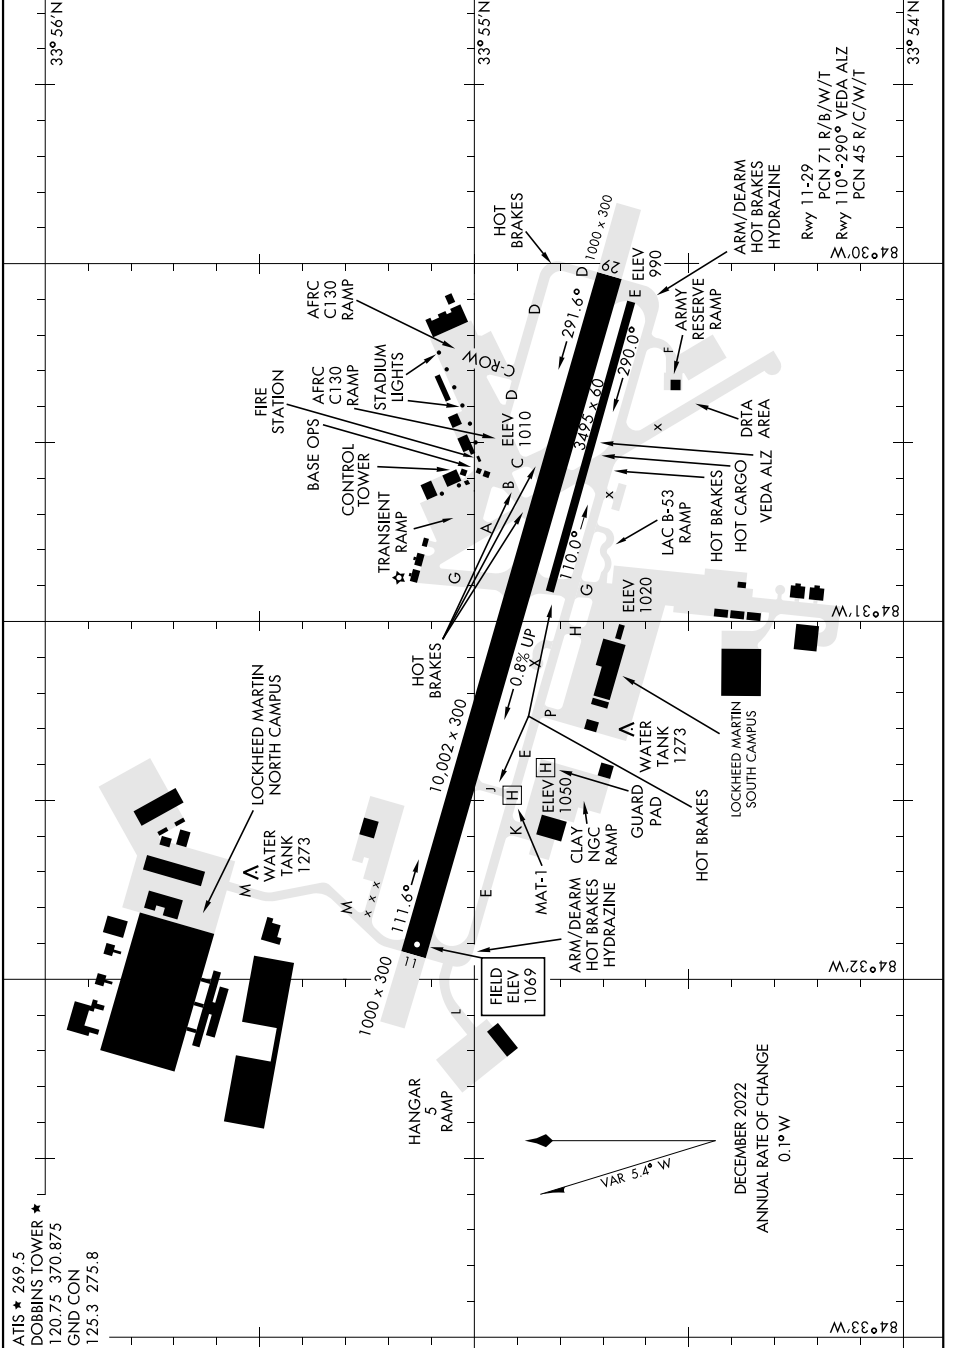 ATIS ★ 269.5
DOBBINS TOWER ★
120.75 370.875
GND CON
125.3 275.8
33° 56'N
33° 55'N
33° 54'N
LOCKHEED MARTIN
NORTH CAMPUS
WATER
TANK
1273
M
M
x x x
FIRE
STATION
BASE OPS
CONTROL
TOWER
TRANSIENT
RAMP
AFRC
C130
RAMP
AFRC
C130
RAMP
STADIUM
LIGHTS
C-ROW
HOT
BRAKES
HOT
BRAKES
ELEV
1010
G
A
B
C
D
D
D
1000 x 300
29
291.6°
ELEV
990
E
290.0°
3495 x 60
110.0°
0.8% UP
10,002 x 300
111.6°
11
1000 x 300
FIELD
ELEV
1069
L
HANGAR
5
RAMP
E
E
K
J
H
H
P
X
H
G
x
x
F
MAT-1
ELEV
1050
ARM/DEARM
HOT BRAKES
HYDRAZINE
CLAY
NGC
RAMP
GUARD
PAD
WATER
TANK
1273
HOT BRAKES
LOCKHEED MARTIN
SOUTH CAMPUS
ELEV
1020
LAC B-53
RAMP
HOT BRAKES
HOT CARGO
VEDA ALZ
DRTA
AREA
ARMY
RESERVE
RAMP
ARM/DEARM
HOT BRAKES
HYDRAZINE
Rwy 11-29
PCN 71 R/B/W/T
Rwy 110°-290° VEDA ALZ
PCN 45 R/C/W/T
84°30'W
84°31'W
84°32'W
84°33'W
VAR 5.4° W
DECEMBER 2022
ANNUAL RATE OF CHANGE
0.1° W